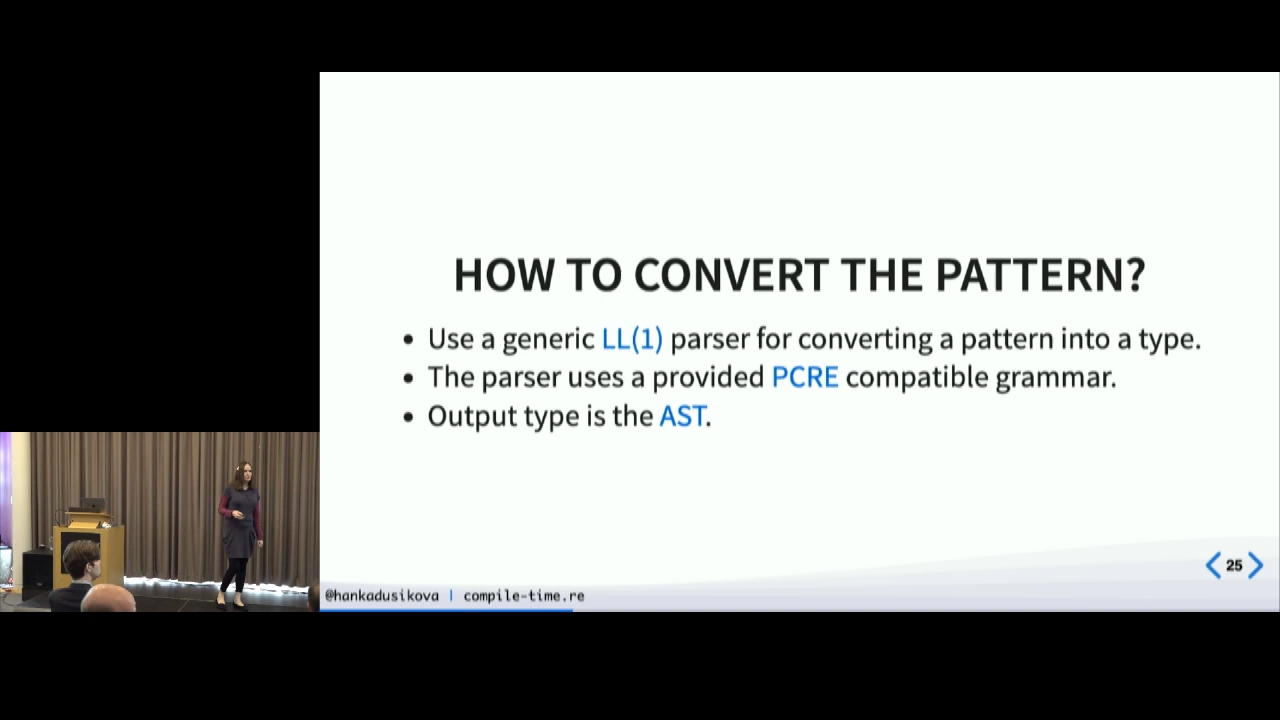 HOW TO CONVERT THE PATTERN?
• Use a generic LL(1) parser for converting a pattern into a type.
• The parser uses a provided PCRE compatible grammar.
• Output type is the AST.
25
@hankadusikova | compile-time.re